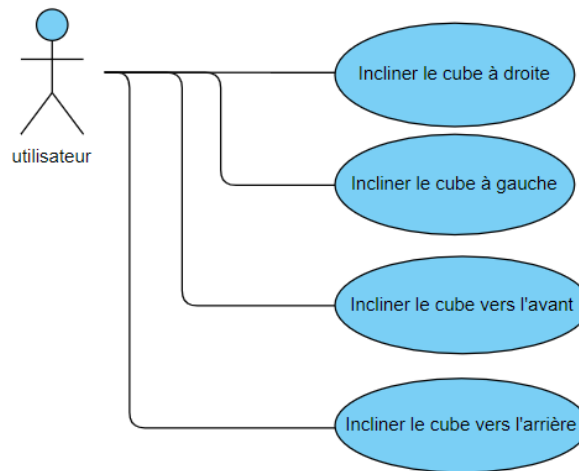 Incliner le cube à droite
utilisateur
Incliner le cube à gauche
Incliner le cube vers l'avant
Incliner le cube vers l'arrière